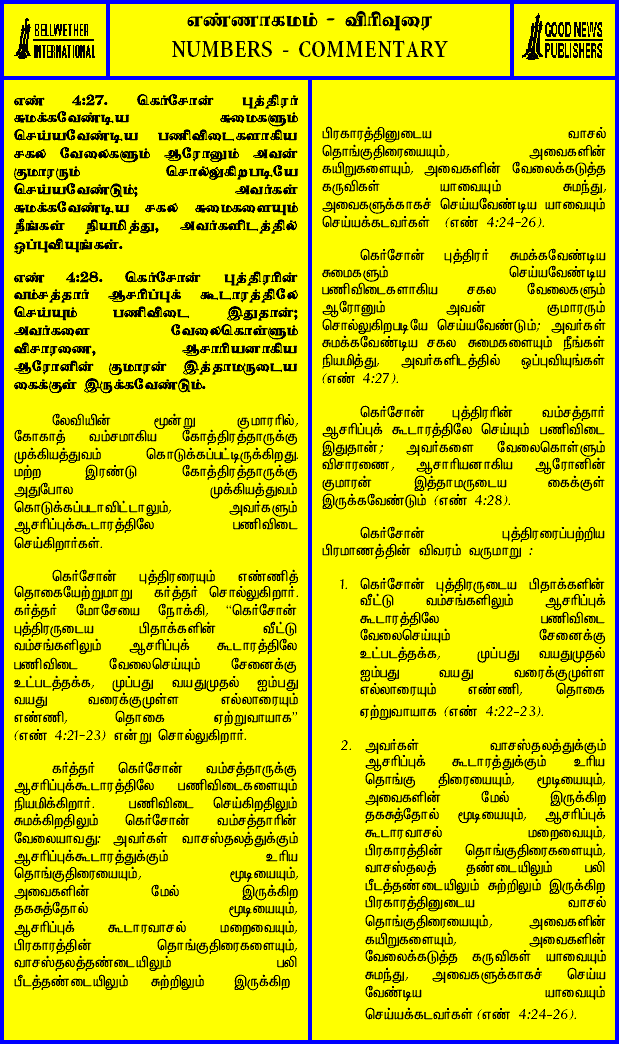 BELLWETHER
INTERNATIONAL
எண்ணாகமம் - விரிவுரை
NUMBERS - COMMENTARY
GOOD NEWS
PUBLISHERS
எண் 4:27. கெர்சோன் புத்திரர்
சுமக்கவேண்டிய சுமைகளும்
செய்யவேண்டிய பணிவிடைகளாகிய
சகல வேலைகளும் ஆரோனும் அவன்
குமாரரும் சொல்லுகிறபடியே
செய்யவேண்டும்; அவர்கள்
சுமக்கவேண்டிய சகல சுமைகளையும்
நீங்கள் நியமித்து, அவர்களிடத்தில்
ஒப்புவியுங்கள்.
எண் 4:28. கெர்சோன் புத்திரரின்
வம்சத்தார் ஆசரிப்புக் கூடாரத்திலே
செய்யும் பணிவிடை இதுதான்;
அவர்களை வேலைகொள்ளும்
விசாரணை, ஆசாரியனாகிய
ஆரோனின் குமாரன் இத்தாமருடைய
கைக்குள் இருக்கவேண்டும்.
லேவியின் மூன்று குமாரரில்,
கோகாத் வம்சமாகிய கோத்திரத்தாருக்கு
முக்கியத்துவம் கொடுக்கப்பட்டிருக்கிறது.
மற்ற இரண்டு கோத்திரத்தாருக்கு
அதுபோல முக்கியத்துவம்
கொடுக்கப்படாவிட்டாலும், அவர்களும்
ஆசரிப்புக்கூடாரத்திலே பணிவிடை
செய்கிறார்கள்.
கெர்சோன் புத்திரரையும் எண்ணித்
தொகையேற்றுமாறு கர்த்தர் சொல்லுகிறார்.
கர்த்தர் மோசேயை நோக்கி, “கெர்சோன்
புத்திரருடைய பிதாக்களின் வீட்டு
வம்சங்களிலும் ஆசரிப்புக் கூடாரத்திலே
பணிவிடை வேலைசெய்யும் சேனைக்கு
உட்படத்தக்க, முப்பது வயதுமுதல் ஐம்பது
வயது வரைக்குமுள்ள எல்லாரையும்
எண்ணி, தொகை ஏற்றுவாயாக”
(எண் 4:21-23) என்று சொல்லுகிறார்.
கர்த்தர் கெர்சோன் வம்சத்தாருக்கு
ஆசரிப்புக்கூடாரத்திலே பணிவிடைகளையும்
நியமிக்கிறார். பணிவிடை செய்கிறதிலும்
சுமக்கிறதிலும் கெர்சோன் வம்சத்தாரின்
வேலையாவது: அவர்கள் வாசஸ்தலத்துக்கும்
ஆசரிப்புக்கூடாரத்துக்கும் உரிய
தொங்குதிரையையும், மூடியையும்,
அவைகளின் மேல் இருக்கிற
தகசுத்தோல் மூடியையும்,
ஆசரிப்புக் கூடாரவாசல் மறைவையும்,
பிரகாரத்தின் தொங்குதிரைகளையும்,
வாசஸ்தலத்தண்டையிலும் பலி
பீடத்தண்டையிலும் சுற்றிலும் இருக்கிற
பிரகாரத்தினுடைய வாசல்
தொங்குதிரையையும், அவைகளின்
கயிறுகளையும், அவைகளின் வேலைக்கடுத்த
கருவிகள் யாவையும் சுமந்து,
அவைகளுக்காகச் செய்யவேண்டிய யாவையும்
செய்யக்கடவர்கள் (எண் 4:24-26).
கெர்சோன் புத்திரர் சுமக்கவேண்டிய
சுமைகளும் செய்யவேண்டிய
பணிவிடைகளாகிய சகல வேலைகளும்
ஆரோனும் அவன் குமாரரும்
சொல்லுகிறபடியே செய்யவேண்டும்; அவர்கள்
சுமக்கவேண்டிய சகல சுமைகளையும் நீங்கள்
நியமித்து, அவர்களிடத்தில் ஒப்புவியுங்கள்
(எண் 4:27).
கெர்சோன் புத்திரரின் வம்சத்தார்
ஆசரிப்புக் கூடாரத்திலே செய்யும் பணிவிடை
இதுதான்; அவர்களை வேலைகொள்ளும்
விசாரணை, ஆசாரியனாகிய ஆரோனின்
குமாரன் இத்தாமருடைய கைக்குள்
இருக்கவேண்டும் (எண் 4:28).
கெர்சோன் புத்திரரைப்பற்றிய
பிரமாணத்தின் விவரம் வருமாறு :
1. கெர்சோன் புத்திரருடைய பிதாக்களின்
வீட்டு வம்சங்களிலும் ஆசரிப்புக்
கூடாரத்திலே பணிவிடை
வேலைசெய்யும் சேனைக்கு
உட்படத்தக்க, முப்பது வயதுமுதல்
ஐம்பது வயது வரைக்குமுள்ள
எல்லாரையும் எண்ணி, தொகை
ஏற்றுவாயாக (எண் 4:22-23).
2. அவர்கள் வாசஸ்தலத்துக்கும்
ஆசரிப்புக் கூடாரத்துக்கும் உரிய
தொங்கு திரையையும், மூடியையும்,
அவைகளின் மேல் இருக்கிற
தகசுத்தோல் மூடியையும், ஆசரிப்புக்
கூடாரவாசல் மறைவையும்,
பிரகாரத்தின் தொங்குதிரைகளையும்,
வாசஸ்தலத் தண்டையிலும் பலி
பீடத்தண்டையிலும் சுற்றிலும் இருக்கிற
பிரகாரத்தினுடைய வாசல்
தொங்குதிரையையும், அவைகளின்
கயிறுகளையும், அவைகளின்
வேலைக்கடுத்த கருவிகள் யாவையும்
சுமந்து, அவைகளுக்காகச் செய்ய
வேண்டிய யாவையும்
செய்யக்கடவர்கள் (எண் 4:24-26).